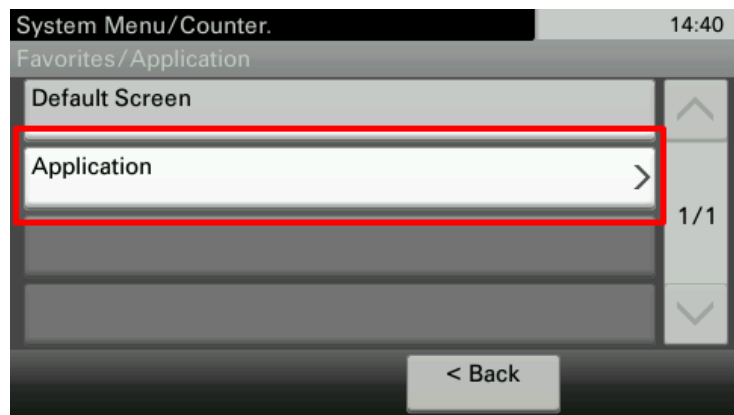 System Menu/Counter.
14:40
Favorites/Application
Default Screen
Application
1/1
< Back